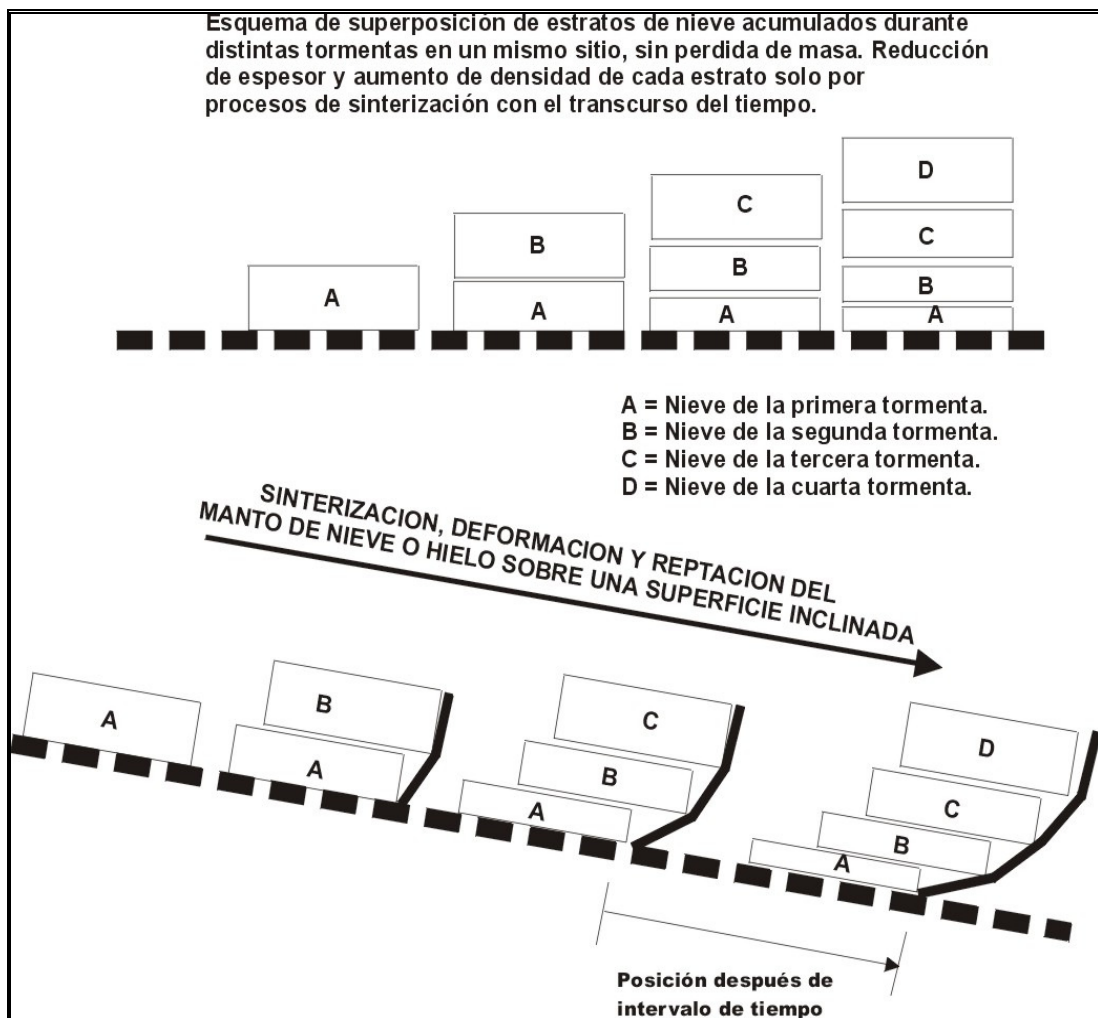 Esquema de superposición de estratos de nieve acumulados durante
distintas tormentas en un mismo sitio, sin perdida de masa. Reducción
de espesor y aumento de densidad de cada estrato solo por
procesos de sinterización con el transcurso del tiempo.
D
C
C
B
B
B
A
A
A
A
A = Nieve de la primera tormenta.
B = Nieve de la segunda tormenta.
C = Nieve de la tercera tormenta.
D = Nieve de la cuarta tormenta.
SINTERIZACION, DEFORMACION Y REPTACION DEL
MANTO DE NIEVE O HIELO SOBRE UNA SUPERFICIE INCLINADA
A
B
A
C
B
A
D
C
B
A
Posición después de
intervalo de tiempo